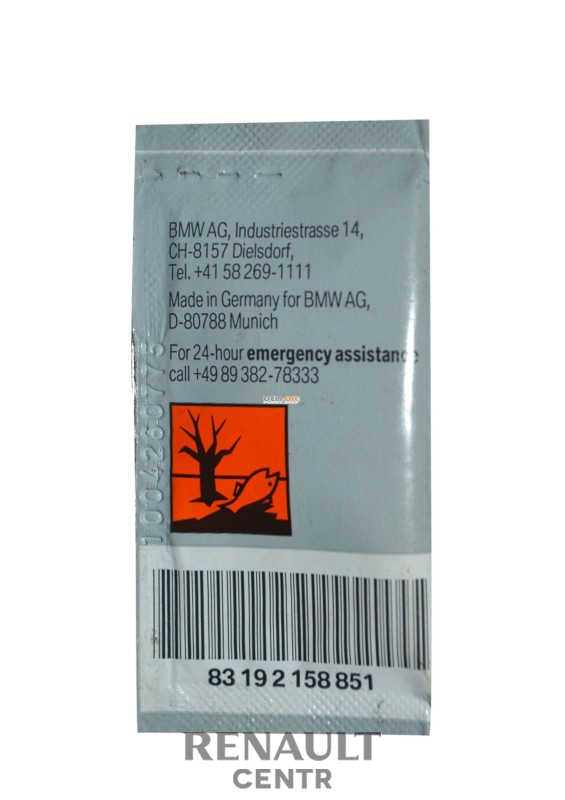 BMW AG, Industriestrasse 14,
CH-8157 Dielsdorf,
Tel. +41 58 269-1111
Made in Germany for BMW AG,
D-80788 Munich
For 24-hour emergency assistance
call +49 89 382-78333
1004260775
83 19 2 158 851
RENAULT
CENTR